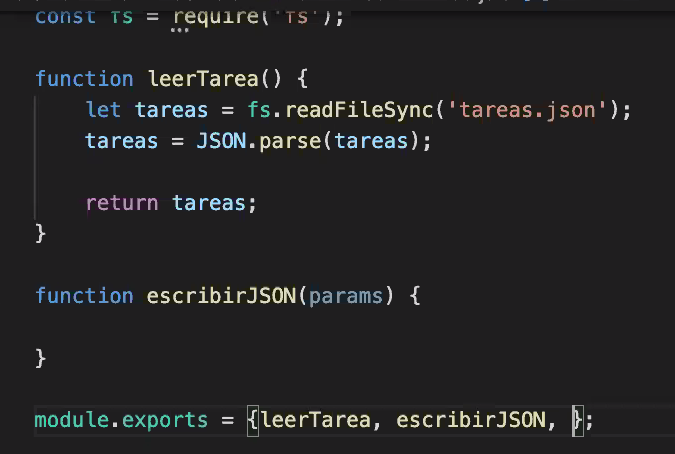 const fs = require('fs');
function leerTarea() {
let tareas = fs.readFileSync('tareas.json');
tareas = JSON.parse(tareas);
return tareas;
}
function escribirJSON(params) {
}
module.exports = {leerTarea, escribirJSON, };